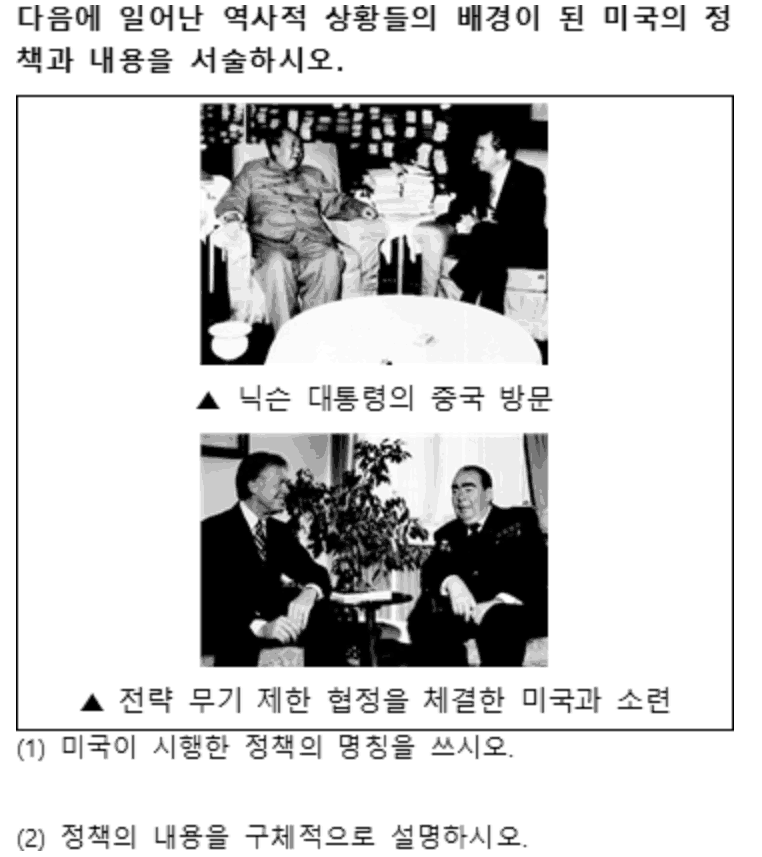 다음에 일어난 역사적 상황들의 배경이 된 미국의 정
책과 내용을 서술하시오.
▲ 닉슨 대통령의 중국 방문
▲ 전략 무기 제한 협정을 체결한 미국과 소련
(1) 미국이 시행한 정책의 명칭을 쓰시오.
(2) 정책의 내용을 구체적으로 설명하시오.